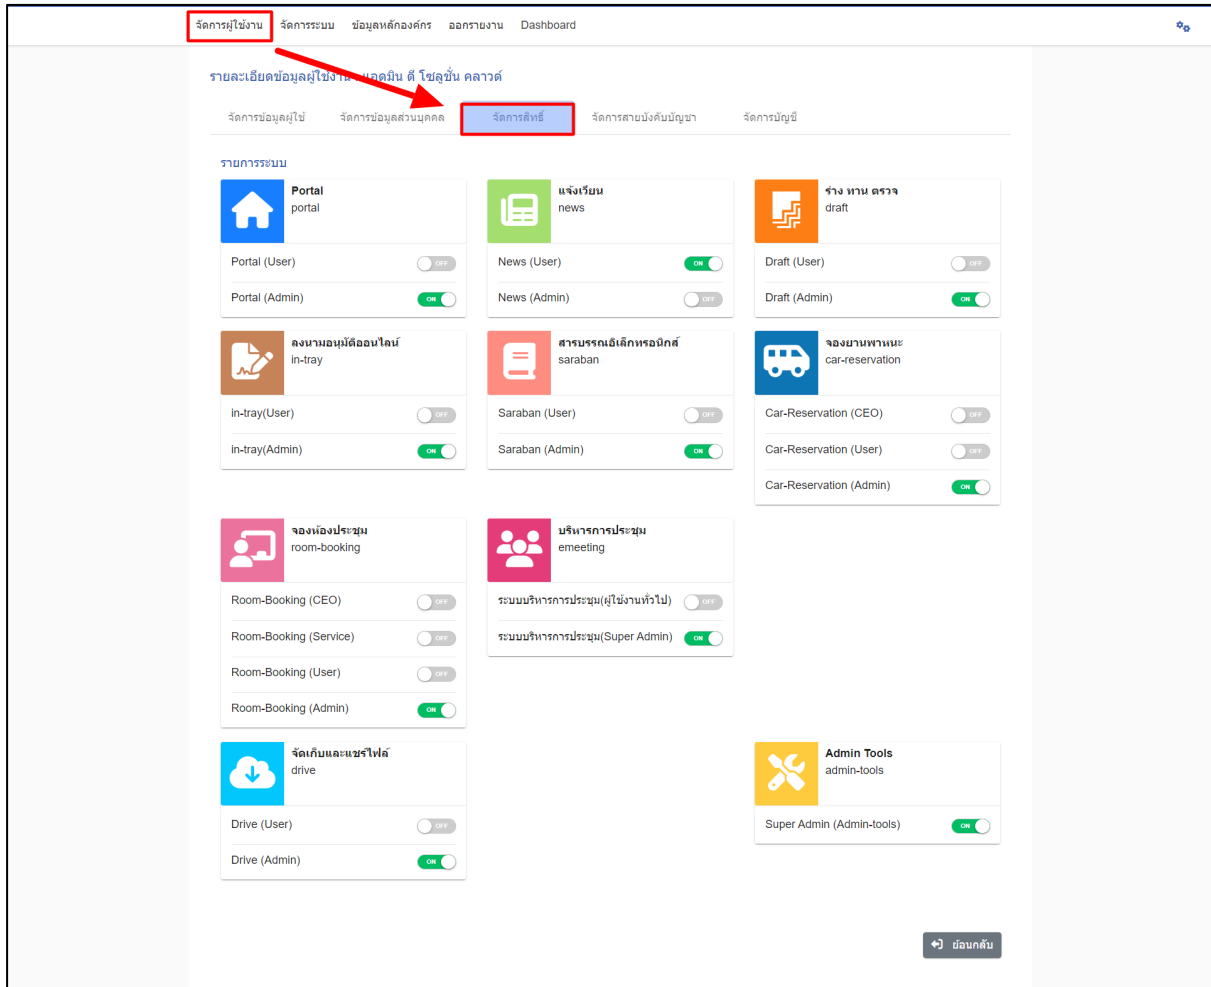 จัดการผู้ใช้งาน จัดการระบบ ข้อมูลหลักองค์กร ออกรายงาน Dashboard
รายละเอียดข้อมูลผู้ใช้งาน แอดมิน ดี โซลูชั่น คลาวด์
จัดการข้อมูลผู้ใช้ จัดการข้อมูลส่วนบุคคล จัดการสิทธิ์ จัดการสายบังคับบัญชา จัดการบัญชี
รายการระบบ
Portal
portal
Portal (User) OFF
Portal (Admin) ON
แจ้งเวียน
news
News (User) ON
News (Admin) OFF
ร่าง ทาน ตรวจ
draft
Draft (User) OFF
Draft (Admin) ON
ลงนามอนุมัติออนไลน์
in-tray
in-tray(User) OFF
in-tray(Admin) ON
สารบรรณอิเล็กทรอนิกส์
saraban
Saraban (User) OFF
Saraban (Admin) ON
จองยานพาหนะ
car-reservation
Car-Reservation (CEO) OFF
Car-Reservation (User) OFF
Car-Reservation (Admin) ON
จองห้องประชุม
room-booking
Room-Booking (CEO) OFF
Room-Booking (Service) OFF
Room-Booking (User) OFF
Room-Booking (Admin) ON
บริหารการประชุม
emeeting
ระบบบริหารการประชุม(ผู้ใช้งานทั่วไป) OFF
ระบบบริหารการประชุม(Super Admin) ON
จัดเก็บและแชร์ไฟล์
drive
Drive (User) OFF
Drive (Admin) ON
Admin Tools
admin-tools
Super Admin (Admin-tools) ON
ย้อนกลับ